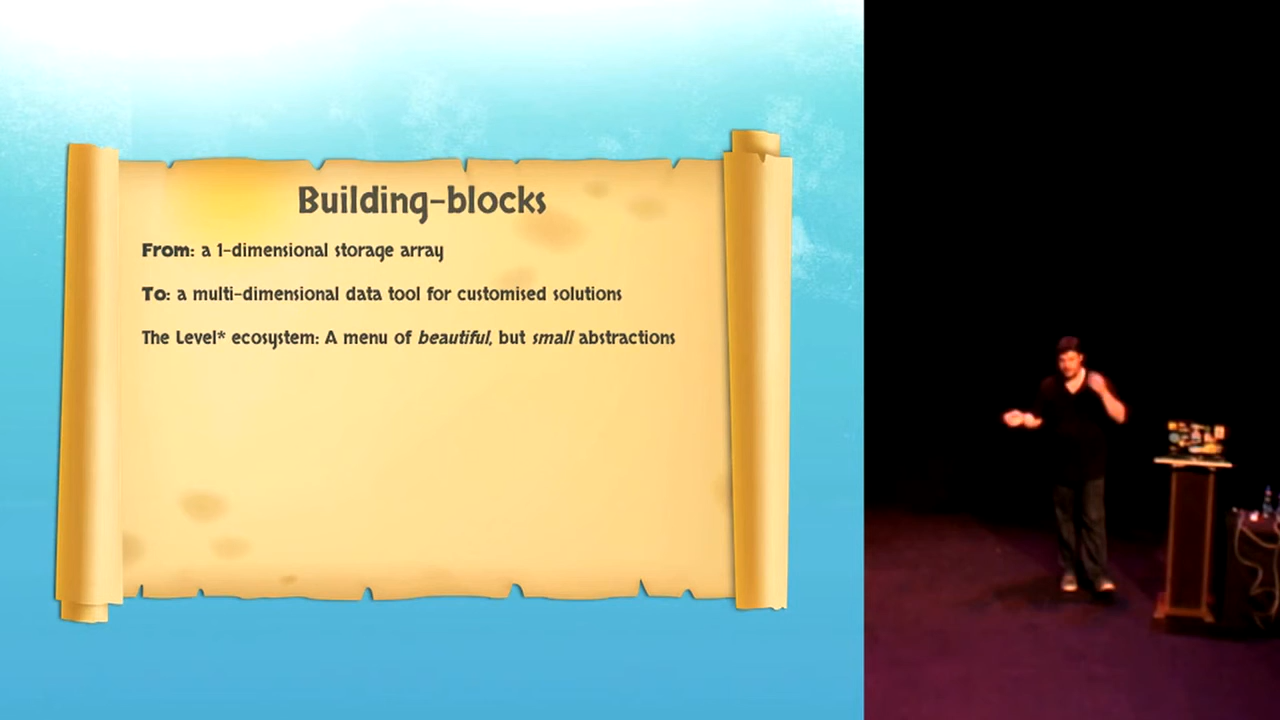 Building-blocks
From: a 1-dimensional storage array
To: a multi-dimensional data tool for customised solutions
The Level* ecosystem: A menu of beautiful, but small abstractions